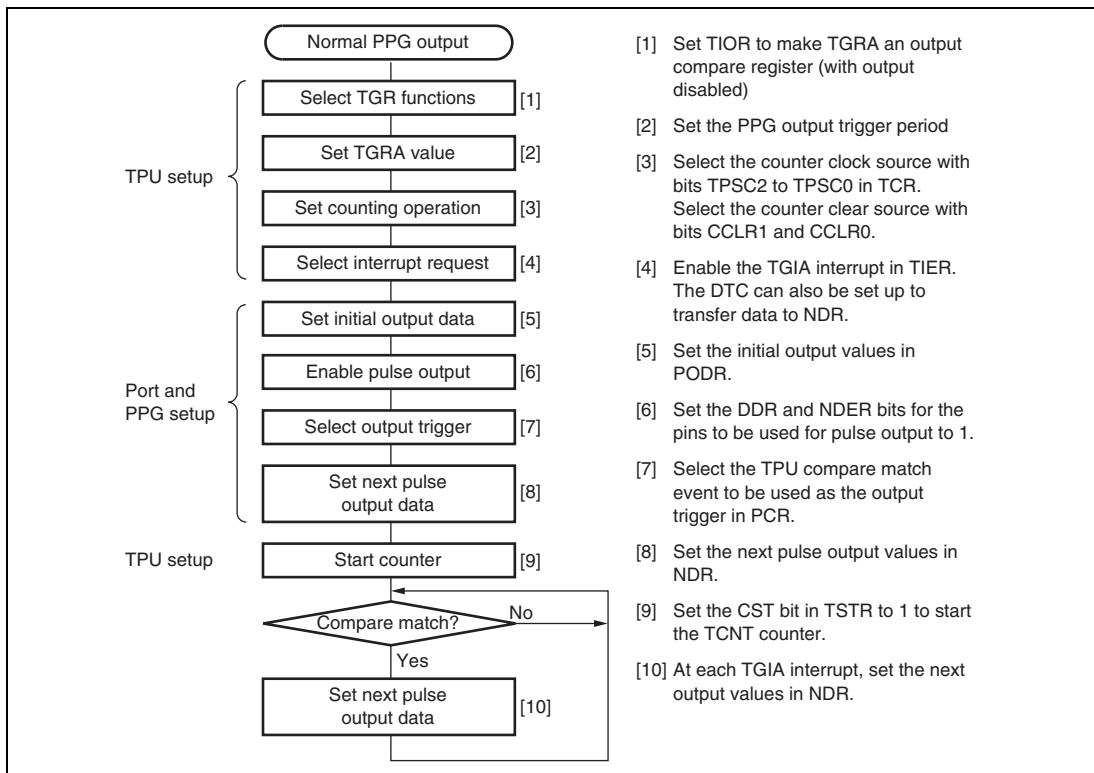 Normal PPG output
Select TGR functions [1]
Set TGRA value [2]
TPU setup
Set counting operation [3]
Select interrupt request [4]
Set initial output data [5]
Enable pulse output [6]
Port and
PPG setup
Select output trigger [7]
Set next pulse
output data
[8]
TPU setup
Start counter [9]
Compare match?
No
Yes
Set next pulse
output data
[10]
[1] Set TIOR to make TGRA an output
compare register (with output
disabled)
[2] Set the PPG output trigger period
[3] Select the counter clock source with
bits TPSC2 to TPSC0 in TCR.
Select the counter clear source with
bits CCLR1 and CCLR0.
[4] Enable the TGIA interrupt in TIER.
The DTC can also be set up to
transfer data to NDR.
[5] Set the initial output values in
PODR.
[6] Set the DDR and NDER bits for the
pins to be used for pulse output to 1.
[7] Select the TPU compare match
event to be used as the output
trigger in PCR.
[8] Set the next pulse output values in
NDR.
[9] Set the CST bit in TSTR to 1 to start
the TCNT counter.
[10] At each TGIA interrupt, set the next
output values in NDR.